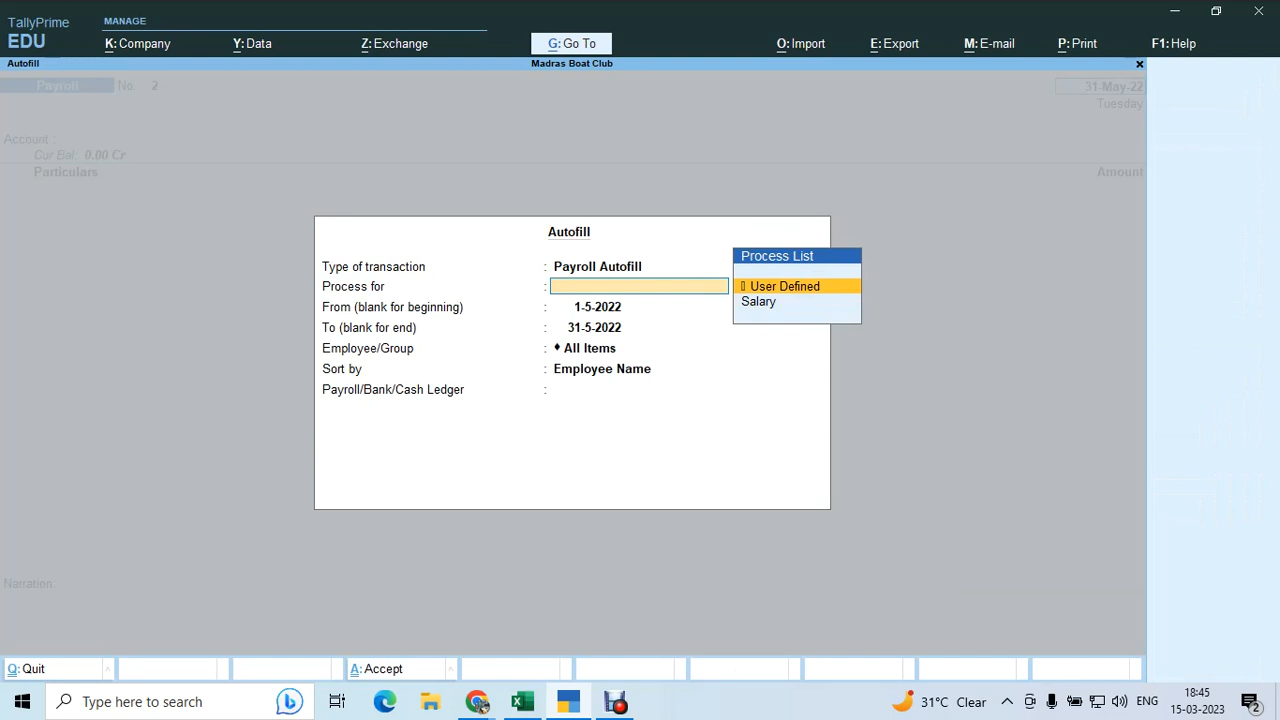 TallyPrime
EDU
MANAGE
K: Company
Y: Data
Z: Exchange
G: Go To
O: Import
E: Export
M: E-mail
P: Print
F1: Help
Autofill
Madras Boat Club
Payroll No. 2
31-May-22
Tuesday
Account :
Cur Bal: 0.00 Cr
Particulars
Amount
Autofill
Type of transaction : Payroll Autofill
Process for :
From (blank for beginning) : 1-5-2022
To (blank for end) : 31-5-2022
Employee/Group : ♦ All Items
Sort by : Employee Name
Payroll/Bank/Cash Ledger :
Process List
User Defined
Salary
Narration:
Q: Quit
A: Accept
Type here to search
31°C Clear
ENG
18:45
15-03-2023
2